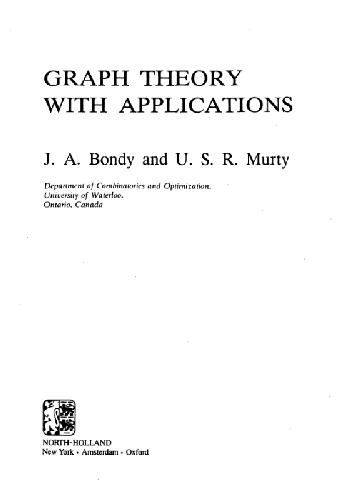 GRAPH THEORY
WITH APPLICATIONS
J. A. Bondy and U. S. R. Murty
Department of Combinatorics and Optimization,
University of Waterloo,
Ontario, Canada
NORTH-HOLLAND
New York • Amsterdam • Oxford